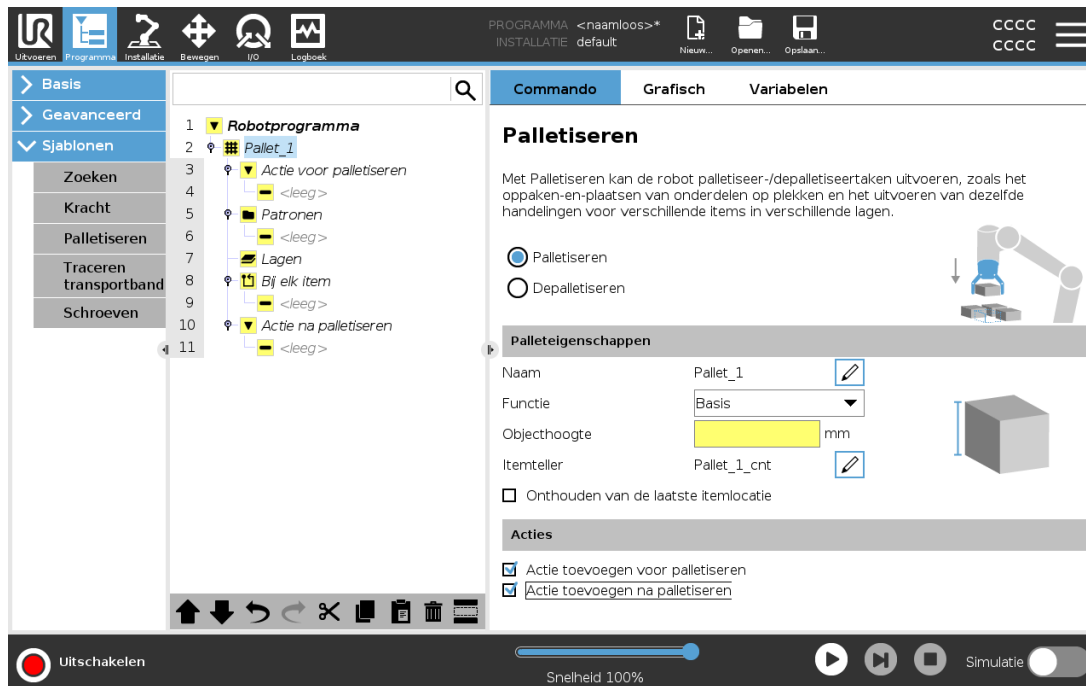 UR
Uitvoeren
Programma
Installatie
Bewegen
I/O
Logboek
PROGRAMMA <naamloos>*
INSTALLATIE default
Nieuw...
Openen...
Opslaan...
CCCC
CCCC
Basis
Geavanceerd
Sjablonen
Zoeken
Kracht
Palletiseren
Traceren
transportband
Schroeven
1 Robotprogramma
2 Pallet_1
3 Actie voor palletiseren
4 <leeg>
5 Patronen
6 <leeg>
7 Lagen
8 Bij elk item
9 <leeg>
10 Actie na palletiseren
11 <leeg>
Commando Grafisch Variabelen
Palletiseren
Met Palletiseren kan de robot palletiseer-/depalletiseertaken uitvoeren, zoals het
oppaken-en-plaatsen van onderdelen op plekken en het uitvoeren van dezelfde
handelingen voor verschillende items in verschillende lagen.
Palletiseren
Depalletiseren
Palleteigenschappen
Naam Pallet_1
Functie Basis
Objecthoogte mm
Itemteller Pallet_1_cnt
Onthouden van de laatste itemlocatie
Acties
Actie toevoegen voor palletiseren
Actie toevoegen na palletiseren
Uitschakelen
Snelheid 100%
Simulatie